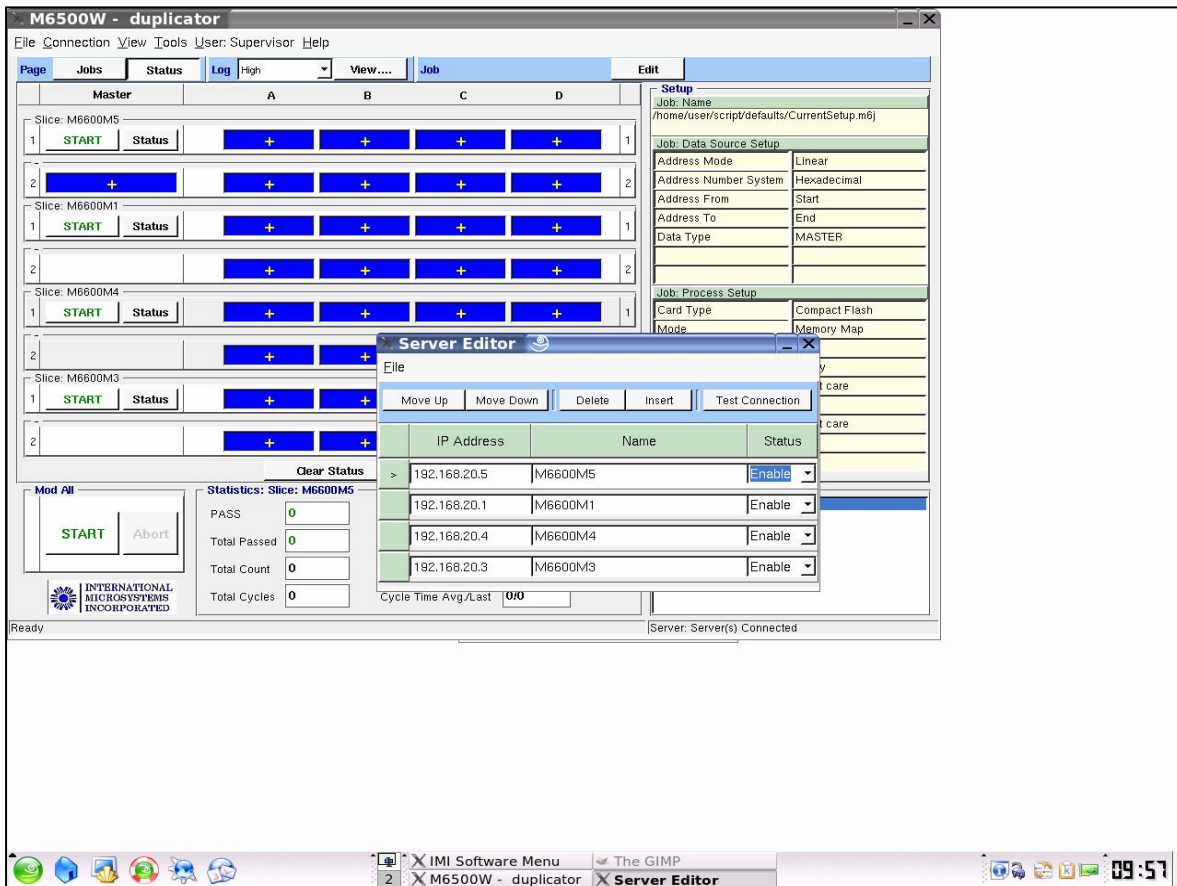 M6500W - duplicator
File Connection View Tools User: Supervisor Help
Page Jobs Status Log High View.... Job Edit
Master A B C D
Slice: M6600M5
1 START Status + + + + 1
-
2 + + + + + 2
Slice: M6600M1
1 START Status + + + + 1
-
2 + + + + 2
Slice: M6600M4
1 START Status + + + + 1
-
2 + +
Slice: M6600M3
1 START Status + +
-
2 + +
Clear Status
Setup
Job: Name
/home/user/script/defaults/CurrentSetup.m6j
Job: Data Source Setup
Address Mode Linear
Address Number System Hexadecimal
Address From Start
Address To End
Data Type MASTER
Job: Process Setup
Card Type Compact Flash
Mode Memory Map
y
t care
t care
Server Editor
File
Move Up Move Down Delete Insert Test Connection
IP Address Name Status
> 192.168.20.5 M6600M5 Enable
192.168.20.1 M6600M1 Enable
192.168.20.4 M6600M4 Enable
192.168.20.3 M6600M3 Enable
Mod All
START Abort
INTERNATIONAL
MICROSYSTEMS
INCORPORATED
Statistics: Slice: M6600M5
PASS 0
Total Passed 0
Total Count 0
Total Cycles 0 Cycle Time Avg./Last 0/0
Ready Server: Server(s) Connected
IMI Software Menu The GIMP
2 M6500W - duplicator Server Editor
09:57